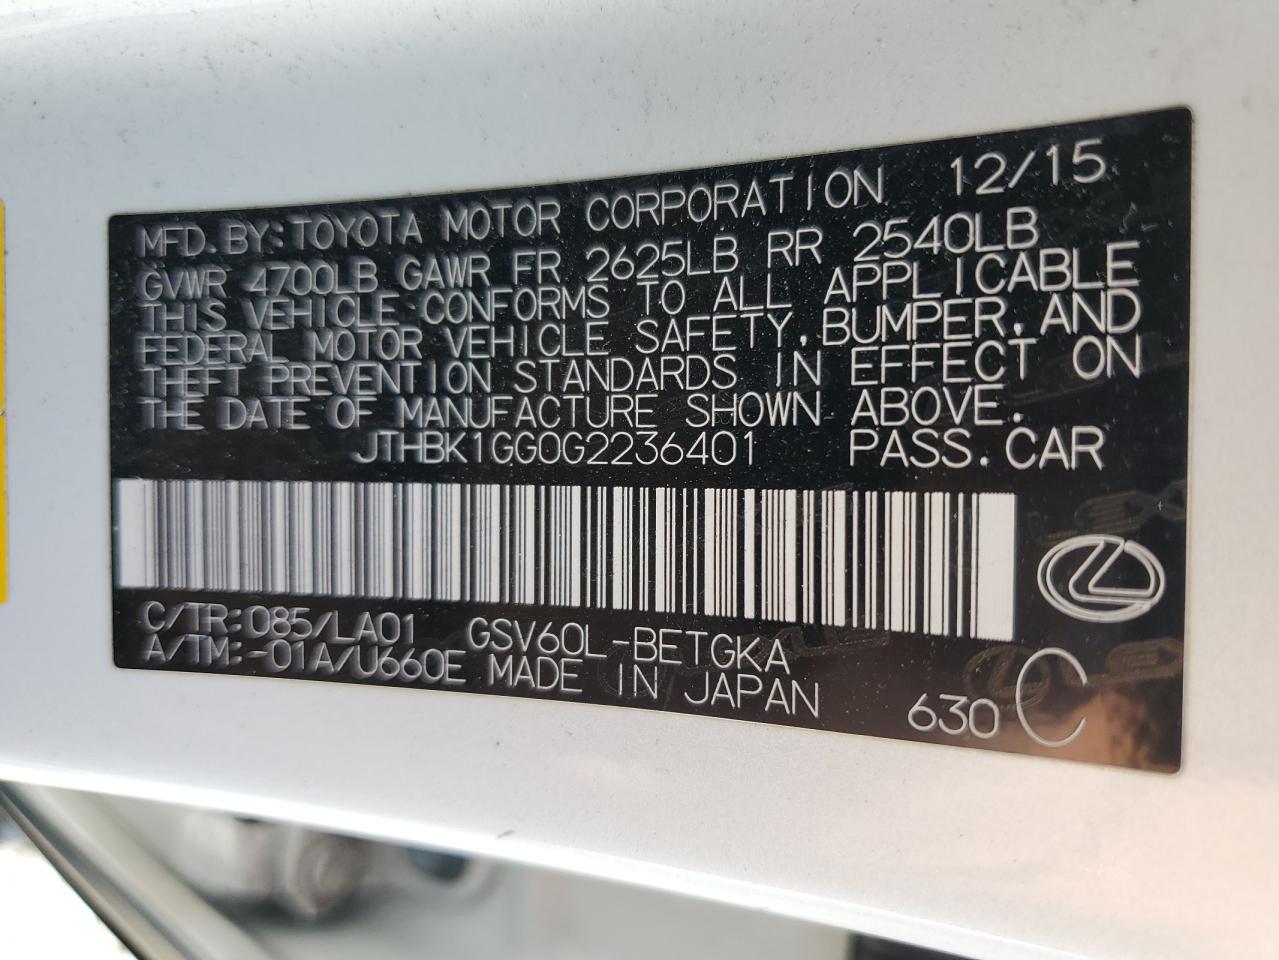 MFD. BY: TOYOTA MOTOR CORPORATION 12/15
GVWR 4700LB GAWR FR 2625LB RR 2540LB
THIS VEHICLE CONFORMS TO ALL APPLICABLE
FEDERAL MOTOR VEHICLE SAFETY, BUMPER, AND
THEFT PREVENTION STANDARDS IN EFFECT ON
THE DATE OF MANUFACTURE SHOWN ABOVE.
JTHBK1GG0G2236401 PASS. CAR
C/TR: 085/LA01 GSV60L-BETGKA
A/TM: -01A/U660E MADE IN JAPAN
630 C